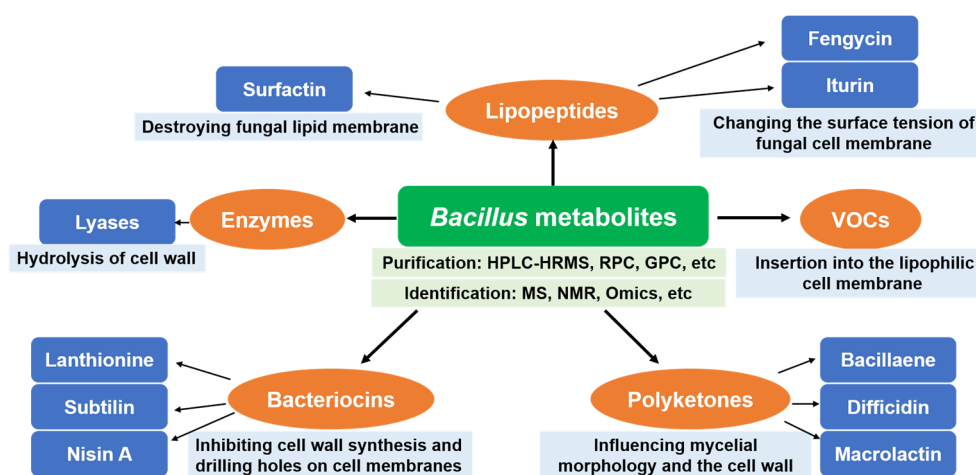 Fengycin
Surfactin
Lipopeptides
Iturin
Destroying fungal lipid membrane
Changing the surface tension of
fungal cell membrane
Lyases
Enzymes
Bacillus metabolites
VOCs
Hydrolysis of cell wall
Purification: HPLC-HRMS, RPC, GPC, etc
Identification: MS, NMR, Omics, etc
Insertion into the lipophilic
cell membrane
Lanthionine
Subtilin
Nisin A
Bacteriocins
Inhibiting cell wall synthesis and
drilling holes on cell membranes
Polyketones
Influencing mycelial
morphology and the cell wall
Bacillaene
Difficidin
Macrolactin